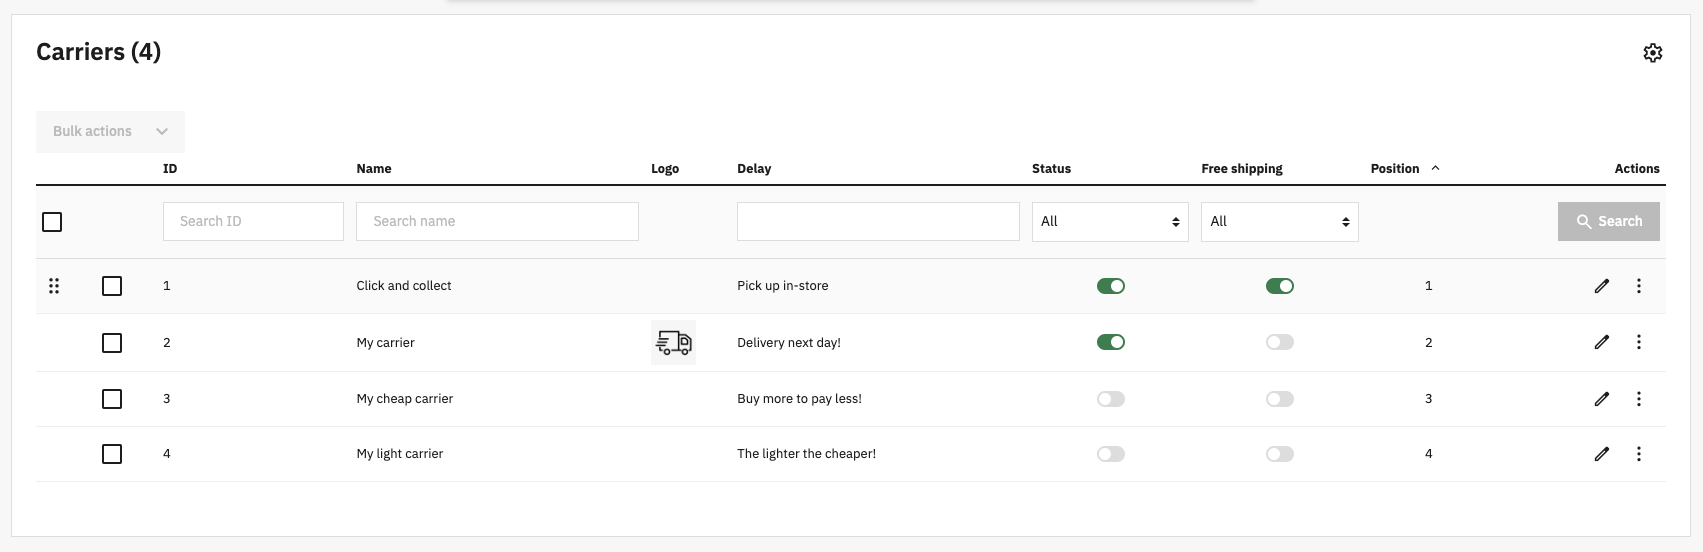 Carriers (4)
Bulk actions
ID Name Logo Delay Status Free shipping Position Actions
Search ID Search name All All Search
1 Click and collect Pick up in-store 1
2 My carrier Delivery next day! 2
3 My cheap carrier Buy more to pay less! 3
4 My light carrier The lighter the cheaper! 4